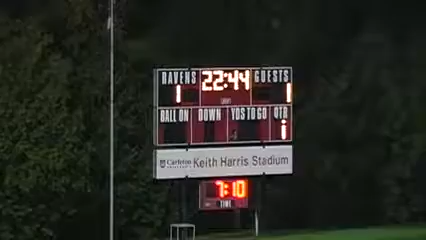 RAVENS 22:44 GUESTS
1 1
BALL ON DOWN YDS TO GO QTR
1
Carleton Keith Harris Stadium
UNIVERSITY
7:10
TIME